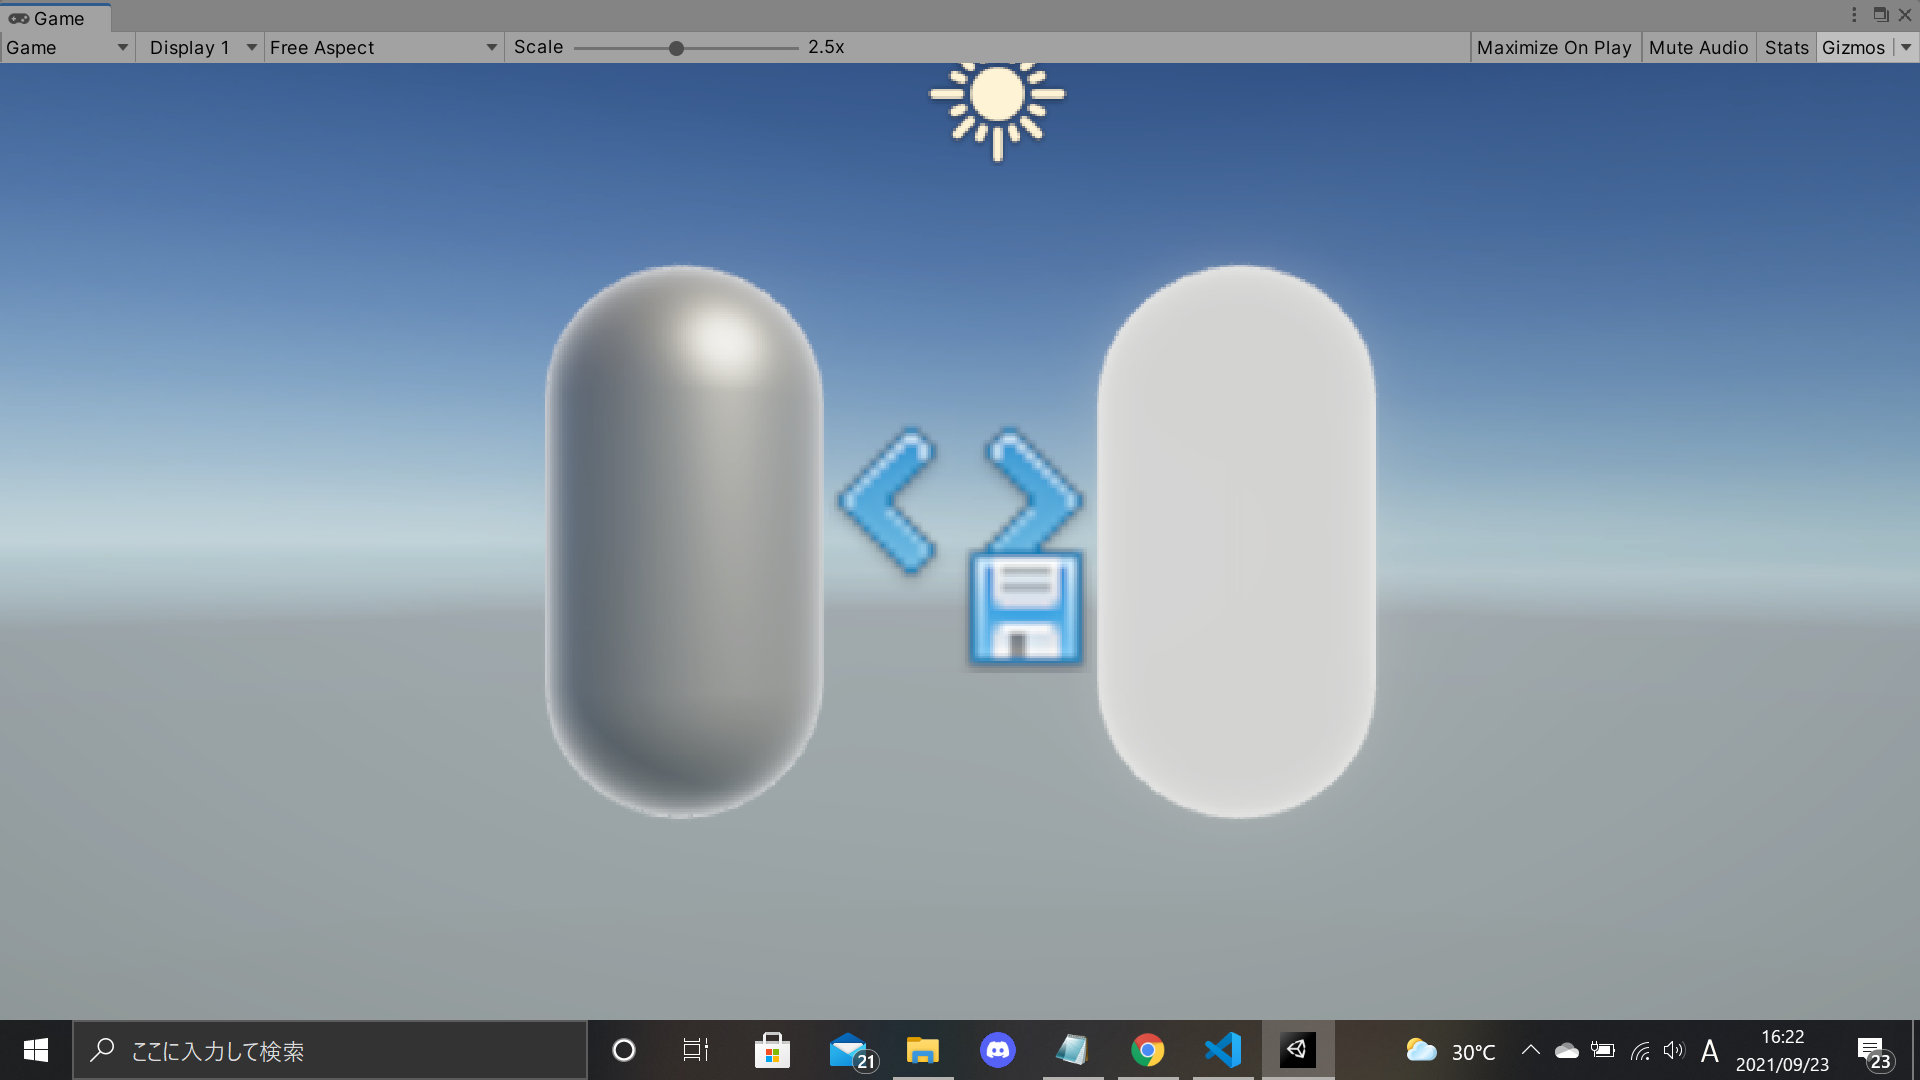 Game
Game Display 1 Free Aspect Scale 2.5x Maximize On Play Mute Audio Stats Gizmos
ここに入力して検索 21 30°C A 16:22 23
2021/09/23